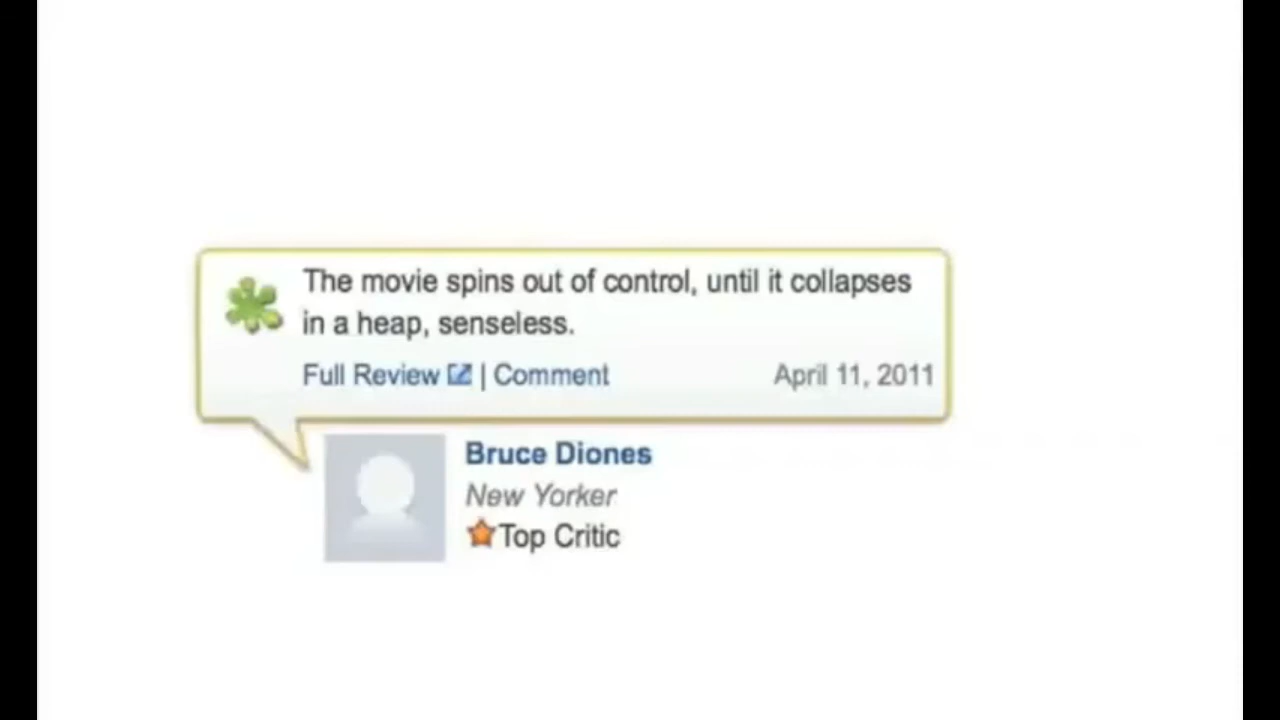 The movie spins out of control, until it collapses
in a heap, senseless.
Full Review | Comment April 11, 2011
Bruce Diones
New Yorker
Top Critic